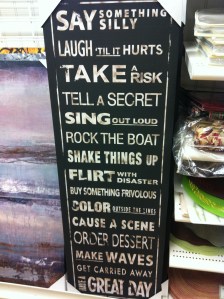 SAY SOMETHING SILLY
LAUGH 'TIL IT HURTS
TAKE A RISK
TELL A SECRET
SING OUT LOUD
ROCK THE BOAT
SHAKE THINGS UP
FLIRT WITH DISASTER
BUY SOMETHING FRIVOLOUS
COLOR OUTSIDE THE LINES
CAUSE A SCENE
ORDER DESSERT
MAKE WAVES
GET CARRIED AWAY
HAVE A GREAT DAY